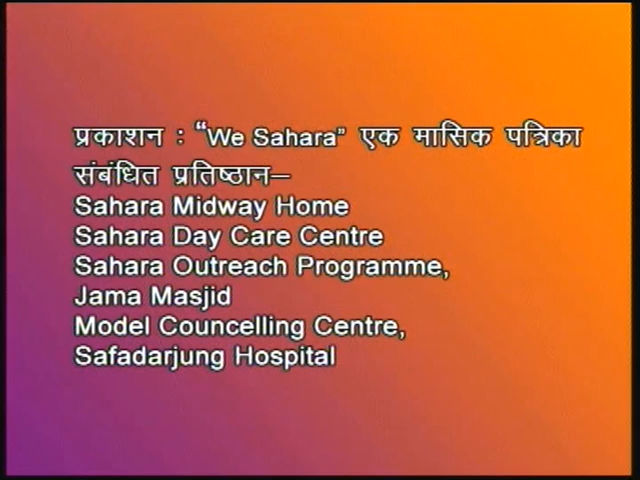 प्रकाशन : “We Sahara” एक मासिक पत्रिका
संबंधित प्रतिष्ठान–
Sahara Midway Home
Sahara Day Care Centre
Sahara Outreach Programme,
Jama Masjid
Model Councelling Centre,
Safadarjung Hospital